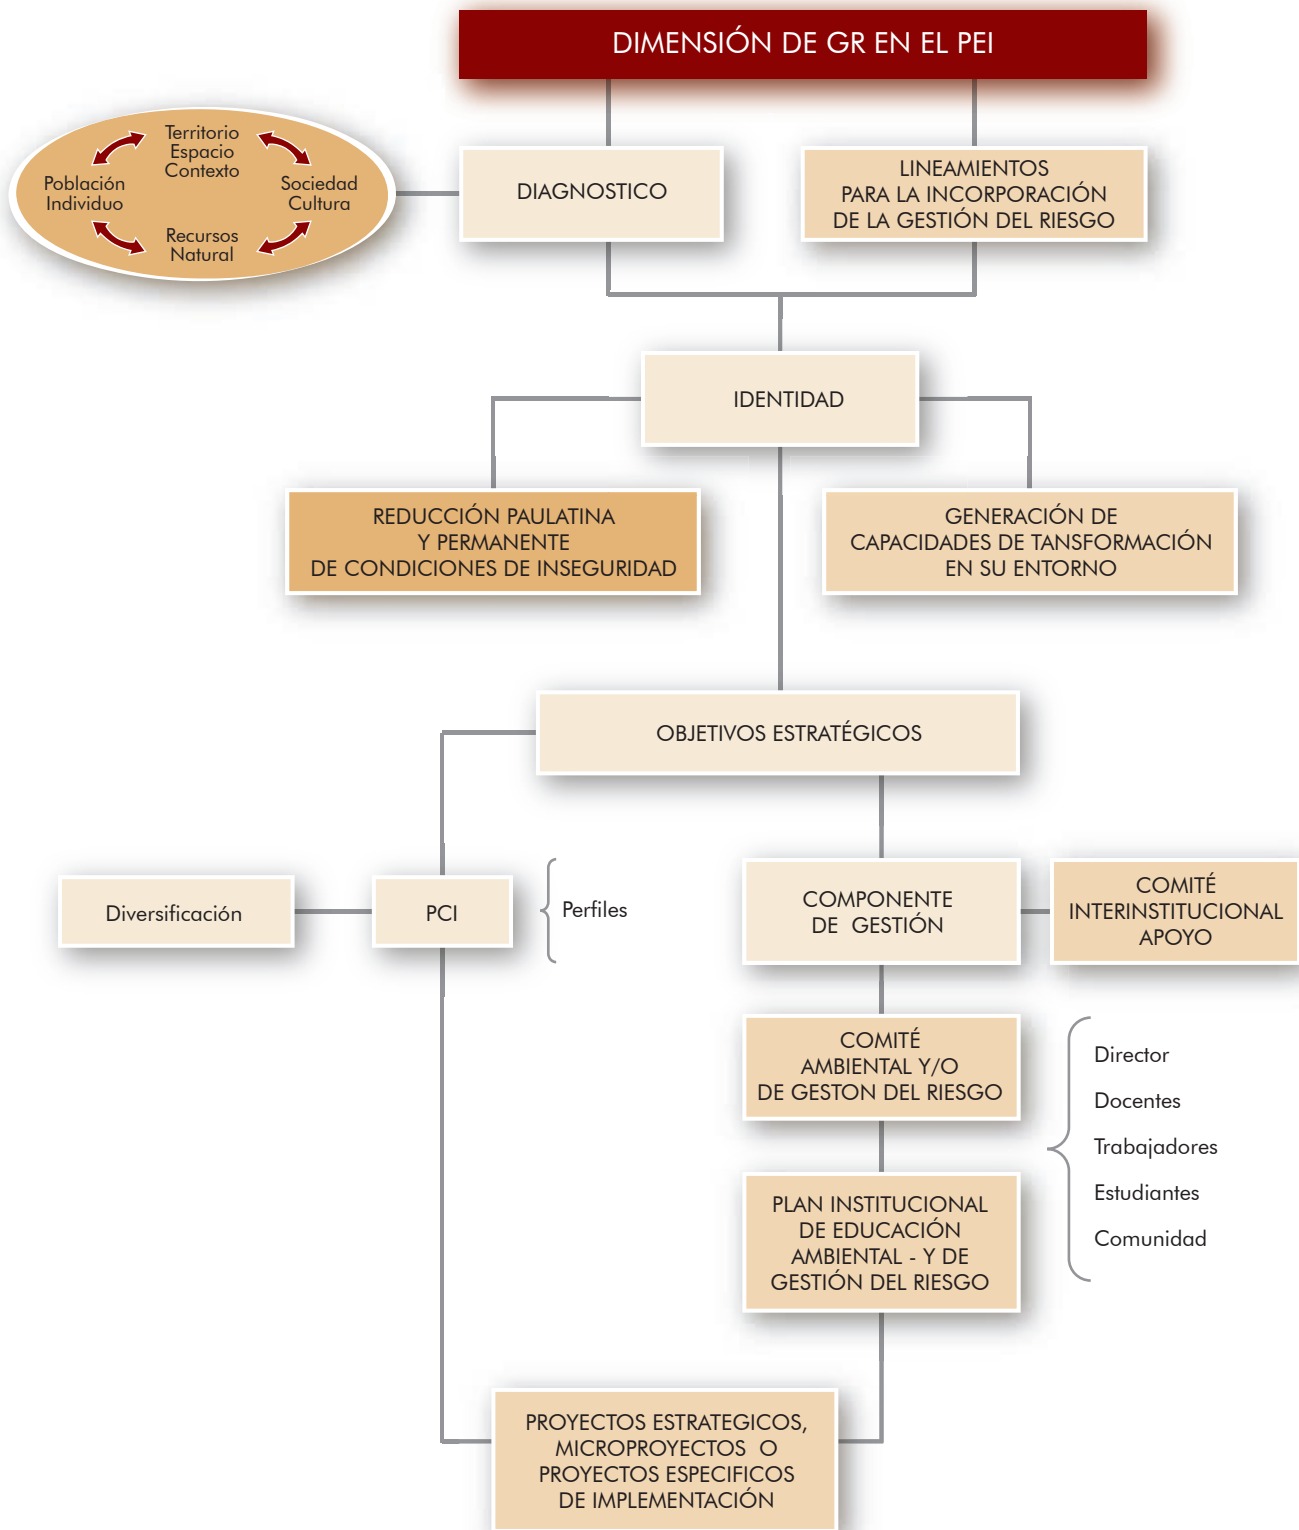 DIMENSIÓN DE GR EN EL PEI
Territorio
Espacio
Contexto
Población
Individuo
Sociedad
Cultura
Recursos
Natural
DIAGNOSTICO
LINEAMIENTOS
PARA LA INCORPORACIÓN
DE LA GESTIÓN DEL RIESGO
IDENTIDAD
REDUCCIÓN PAULATINA
Y PERMANENTE
DE CONDICIONES DE INSEGURIDAD
GENERACIÓN DE
CAPACIDADES DE TANSFORMACIÓN
EN SU ENTORNO
OBJETIVOS ESTRATÉGICOS
Diversificación
PCI
Perfiles
COMPONENTE
DE GESTIÓN
COMITÉ
INTERINSTITUCIONAL
APOYO
COMITÉ
AMBIENTAL Y/O
DE GESTON DEL RIESGO
PLAN INSTITUCIONAL
DE EDUCACIÓN
AMBIENTAL - Y DE
GESTIÓN DEL RIESGO
Director
Docentes
Trabajadores
Estudiantes
Comunidad
PROYECTOS ESTRATEGICOS,
MICROPROYECTOS O
PROYECTOS ESPECIFICOS
DE IMPLEMENTACIÓN